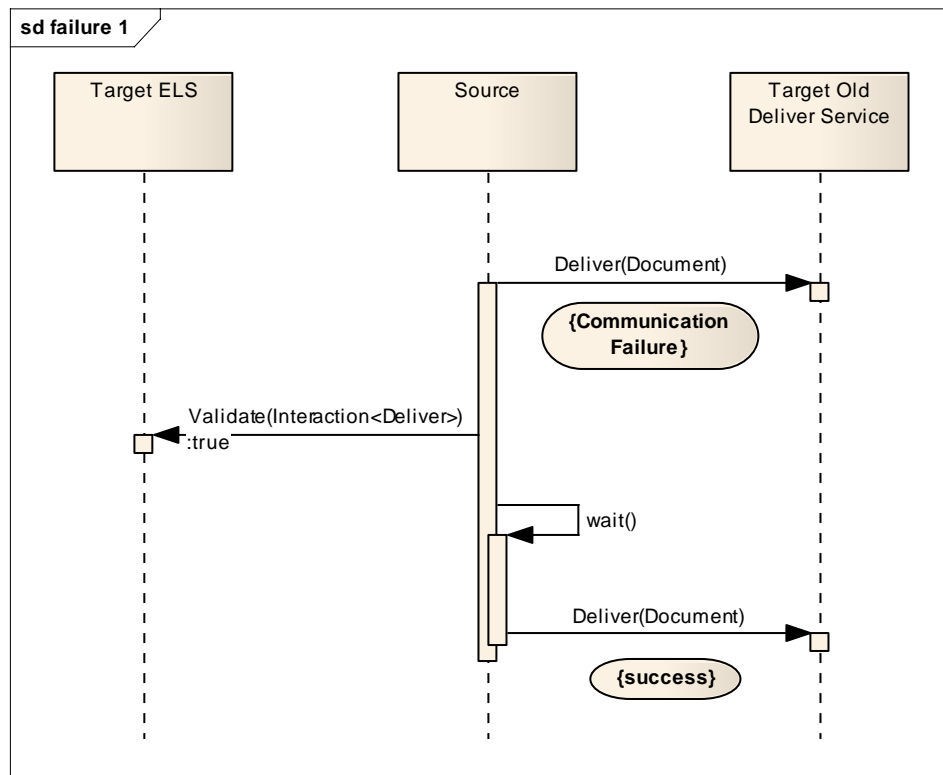 sd failure 1
Target ELS
Source
Target Old
Deliver Service
Deliver(Document)
{Communication
Failure}
Validate(Interaction<Deliver>)
:true
wait()
Deliver(Document)
{success}